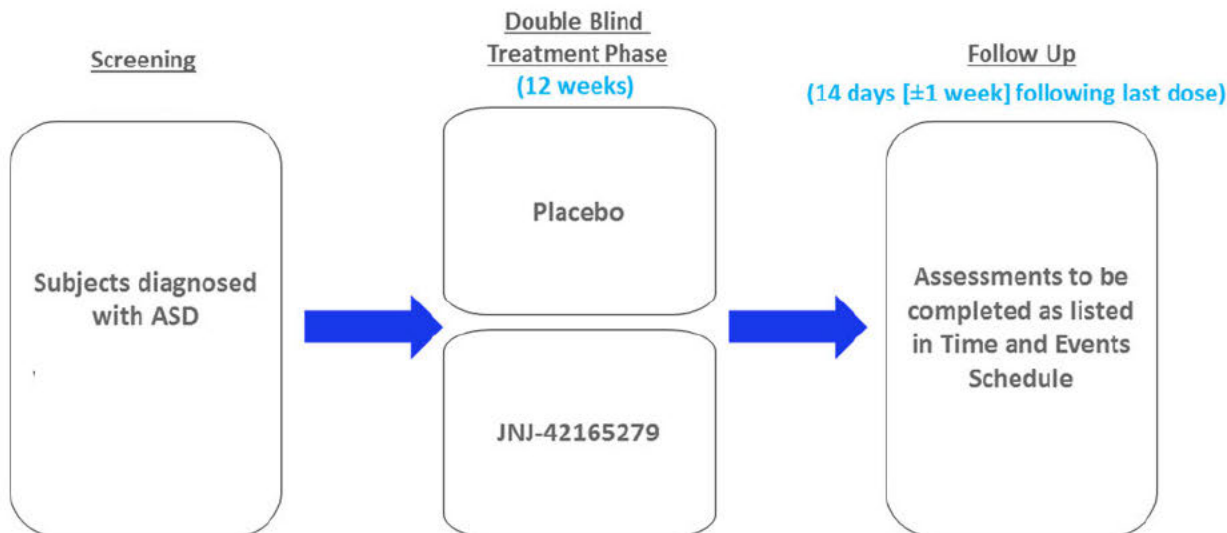 Screening
Subjects diagnosed
with ASD
Double Blind
Treatment Phase
(12 weeks)
Placebo
JNJ-42165279
Follow Up
(14 days [±1 week] following last dose)
Assessments to be
completed as listed
in Time and Events
Schedule